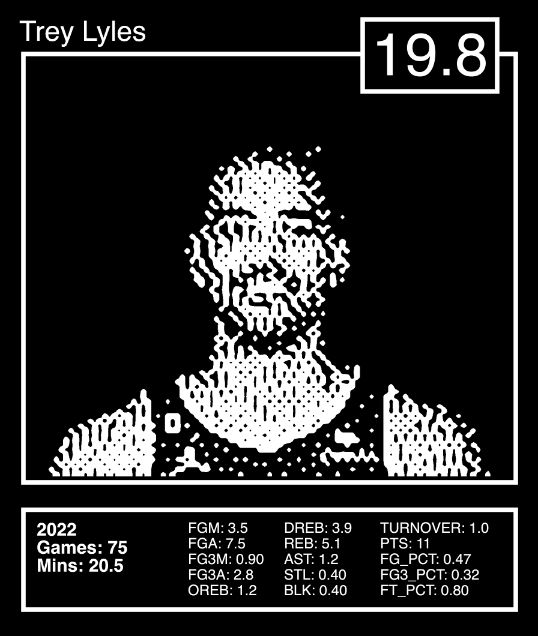 Trey Lyles
19.8
2022
Games: 75
Mins: 20.5
FGM: 3.5
FGA: 7.5
FG3M: 0.90
FG3A: 2.8
OREB: 1.2
DREB: 3.9
REB: 5.1
AST: 1.2
STL: 0.40
BLK: 0.40
TURNOVER: 1.0
PTS: 11
FG_PCT: 0.47
FG3_PCT: 0.32
FT_PCT: 0.80